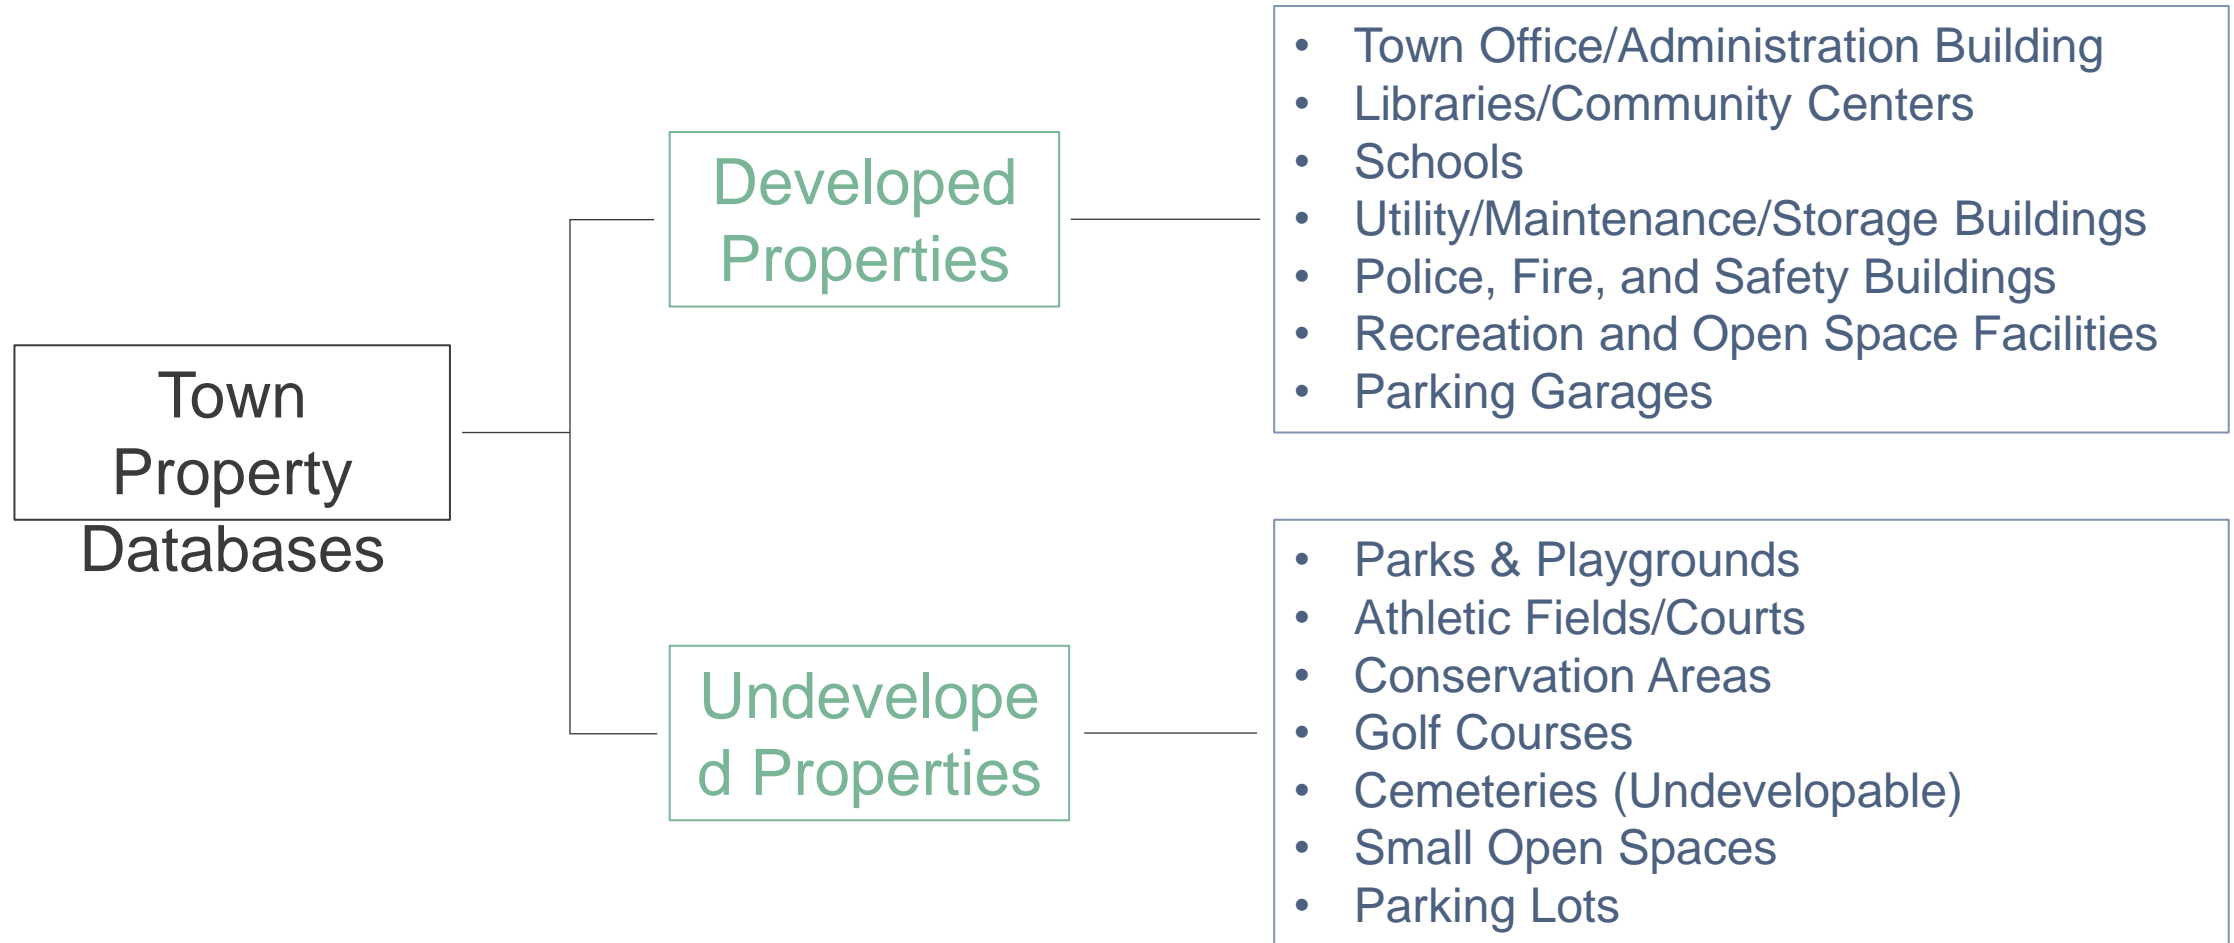 Town
Property
Databases
Developed
Properties
• Town Office/Administration Building
• Libraries/Community Centers
• Schools
• Utility/Maintenance/Storage Buildings
• Police, Fire, and Safety Buildings
• Recreation and Open Space Facilities
• Parking Garages
Undevelope
d Properties
• Parks & Playgrounds
• Athletic Fields/Courts
• Conservation Areas
• Golf Courses
• Cemeteries (Undevelopable)
• Small Open Spaces
• Parking Lots